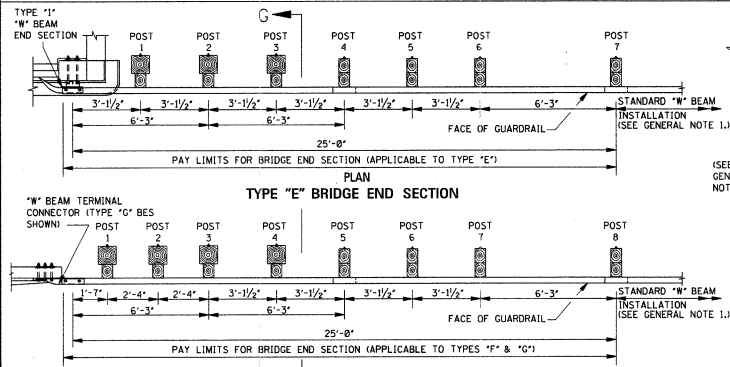 TYPE "I"
"W" BEAM
END SECTION
G
POST
1
POST
2
POST
3
POST
4
POST
5
POST
6
POST
7
3'-1½" 3'-1½" 3'-1½" 3'-1½" 3'-1½" 3'-1½" 6'-3"
6'-3" 6'-3"
FACE OF GUARDRAIL
STANDARD "W" BEAM
INSTALLATION
(SEE GENERAL NOTE 1.)
25'-0"
PAY LIMITS FOR BRIDGE END SECTION (APPLICABLE TO TYPE "E")
PLAN
TYPE "E" BRIDGE END SECTION
(SEE
GEN
NOT
"W" BEAM TERMINAL
CONNECTOR (TYPE "G" BES
SHOWN)
POST
1
POST
2
POST
3
POST
4
POST
5
POST
6
POST
7
POST
8
1'-7" 2'-4" 2'-4" 3'-1½" 3'-1½" 3'-1½" 3'-1½" 6'-3"
6'-3" 6'-3"
FACE OF GUARDRAIL
STANDARD "W" BEAM
INSTALLATION
(SEE GENERAL NOTE 1.)
25'-0"
PAY LIMITS FOR BRIDGE END SECTION (APPLICABLE TO TYPES "F" & "G")